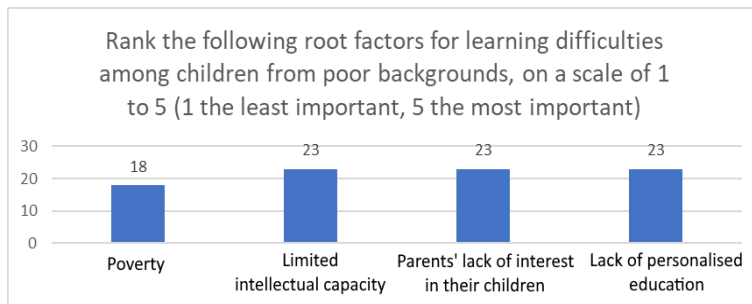 Rank the following root factors for learning difficulties
among children from poor backgrounds, on a scale of 1
to 5 (1 the least important, 5 the most important)
30
20
10
0
18
23
23
23
Poverty
Limited
intellectual capacity
Parents' lack of interest
in their children
Lack of personalised
education